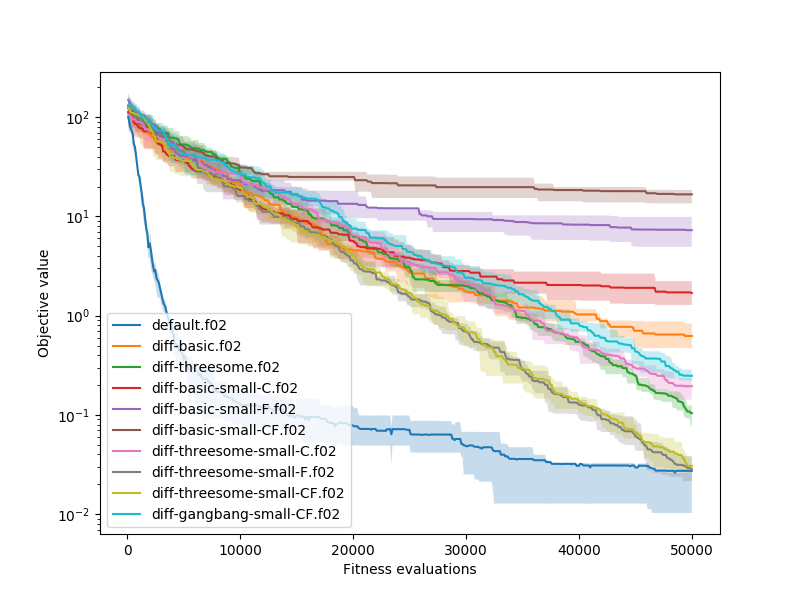 10²
10¹
10⁰
10⁻¹
10⁻²
Objective value
default.f02
diff-basic.f02
diff-threesome.f02
diff-basic-small-C.f02
diff-basic-small-F.f02
diff-basic-small-CF.f02
diff-threesome-small-C.f02
diff-threesome-small-F.f02
diff-threesome-small-CF.f02
diff-gangbang-small-CF.f02
0 10000 20000 30000 40000 50000
Fitness evaluations